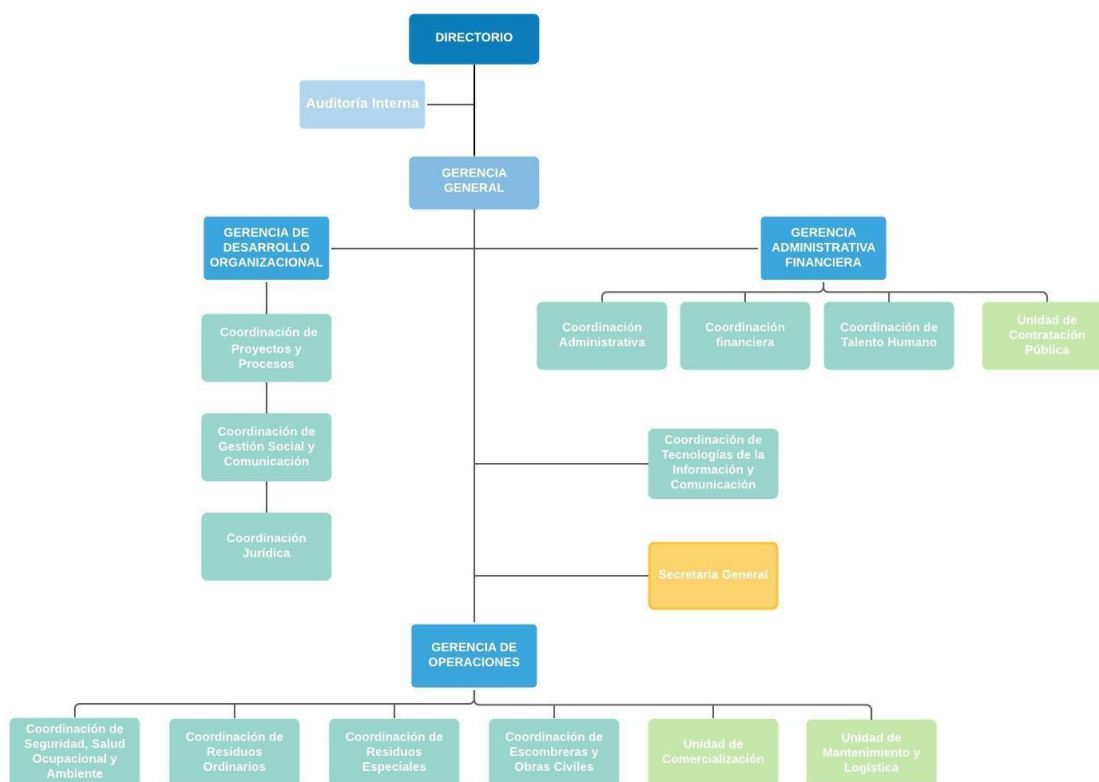 DIRECTORIO
Auditoría Interna
GERENCIA
GENERAL
GERENCIA DE
DESARROLLO
ORGANIZACIONAL
GERENCIA
ADMINISTRATIVA
FINANCIERA
Coordinación de
Proyectos y
Procesos
Coordinación
Administrativa
Coordinación
financiera
Coordinación de
Talento Humano
Unidad de
Contratación
Pública
Coordinación de
Gestión Social y
Comunicación
Coordinación de
Tecnologías de la
Información y
Comunicación
Coordinación
Jurídica
Secretaria General
GERENCIA DE
OPERACIONES
Coordinación de
Seguridad, Salud
Ocupacional y
Ambiente
Coordinación de
Residuos
Ordinarios
Coordinación de
Residuos
Especiales
Coordinación de
Escombreras y
Obras Civiles
Unidad de
Comercialización
Unidad de
Mantenimiento y
Logística